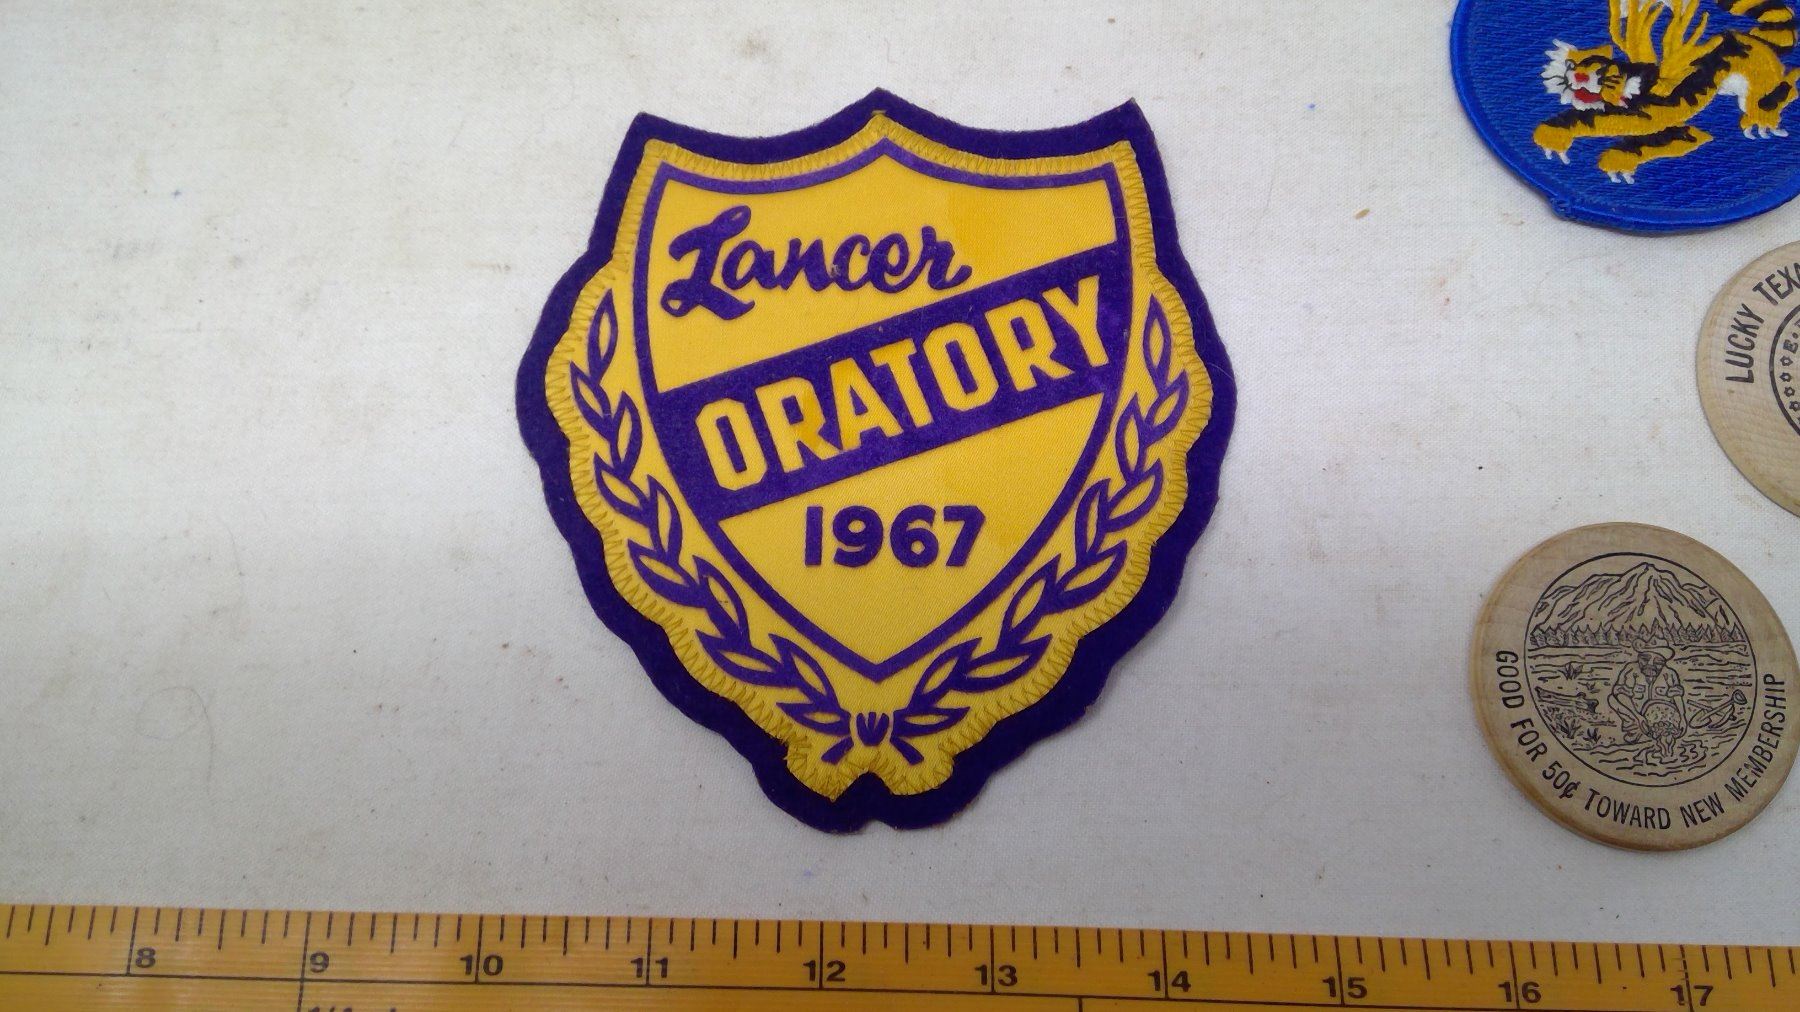 Lancer
ORATORY
1967
LUCKY TEXA
GOOD FOR 50¢ TOWARD NEW MEMBERSHIP
8 9 10 11 12 13 14 15 16 17